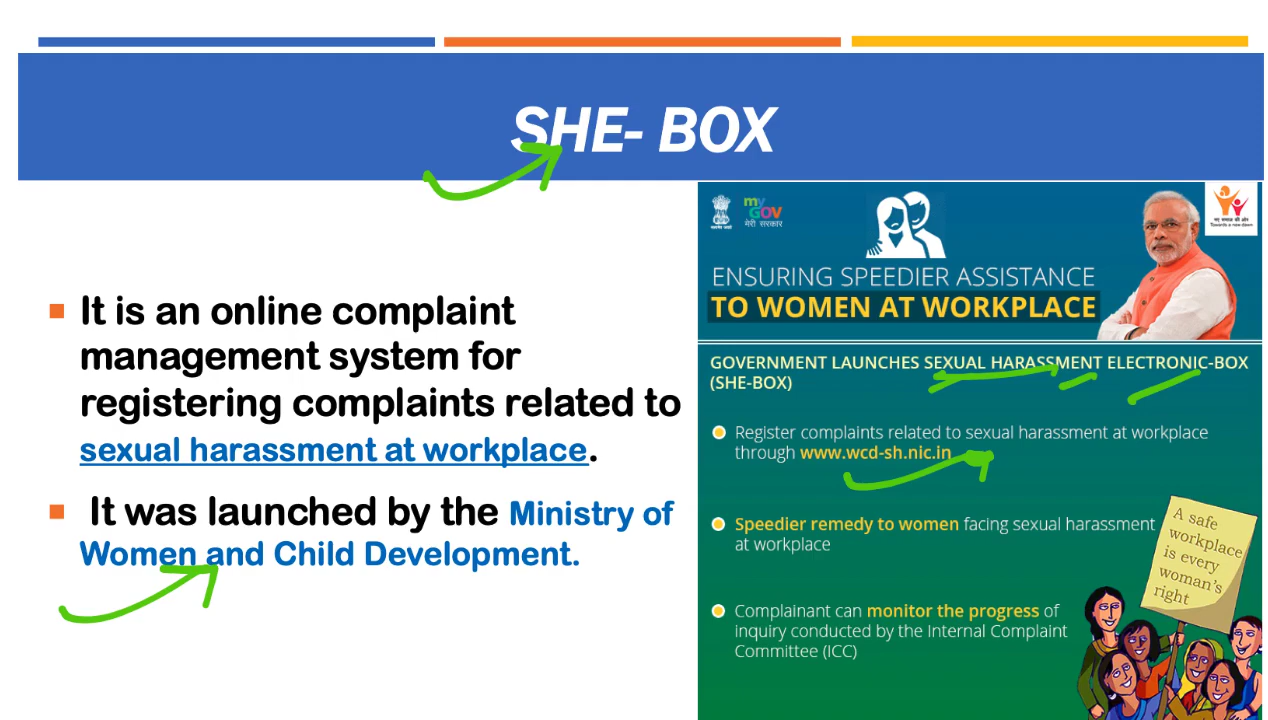 SHE- BOX
It is an online complaint
management system for
registering complaints related to
sexual harassment at workplace.
It was launched by the Ministry of
Women and Child Development.
my
GOV
मेरी सरकार
ENSURING SPEEDIER ASSISTANCE
TO WOMEN AT WORKPLACE
GOVERNMENT LAUNCHES SEXUAL HARASSMENT ELECTRONIC-BOX
(SHE-BOX)
Register complaints related to sexual harassment at workplace
through www.wcd-sh.nic.in
Speedier remedy to women facing sexual harassment
at workplace
Complainant can monitor the progress of
inquiry conducted by the Internal Complaint
Committee (ICC)
A safe
workplace
is every
woman's
right